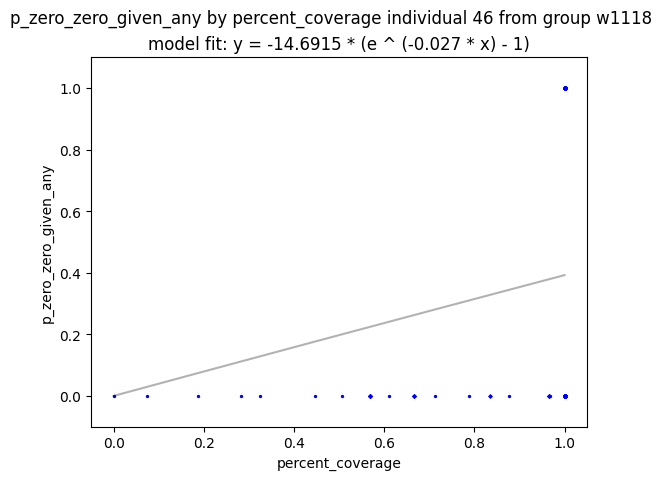 p_zero_zero_given_any by percent_coverage individual 46 from group w1118
model fit: y = -14.6915 * (e ^ (-0.027 * x) - 1)
1.0
0.8
0.6
0.4
0.2
0.0
p_zero_zero_given_any
0.0 0.2 0.4 0.6 0.8 1.0
percent_coverage